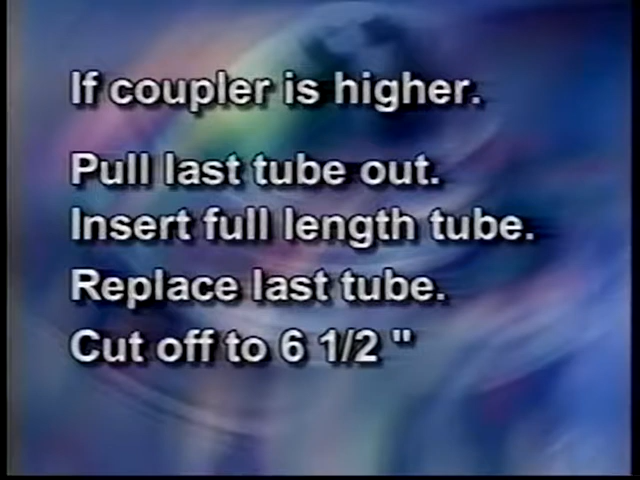 If coupler is higher.
Pull last tube out.
Insert full length tube.
Replace last tube.
Cut off to 6 1/2 "